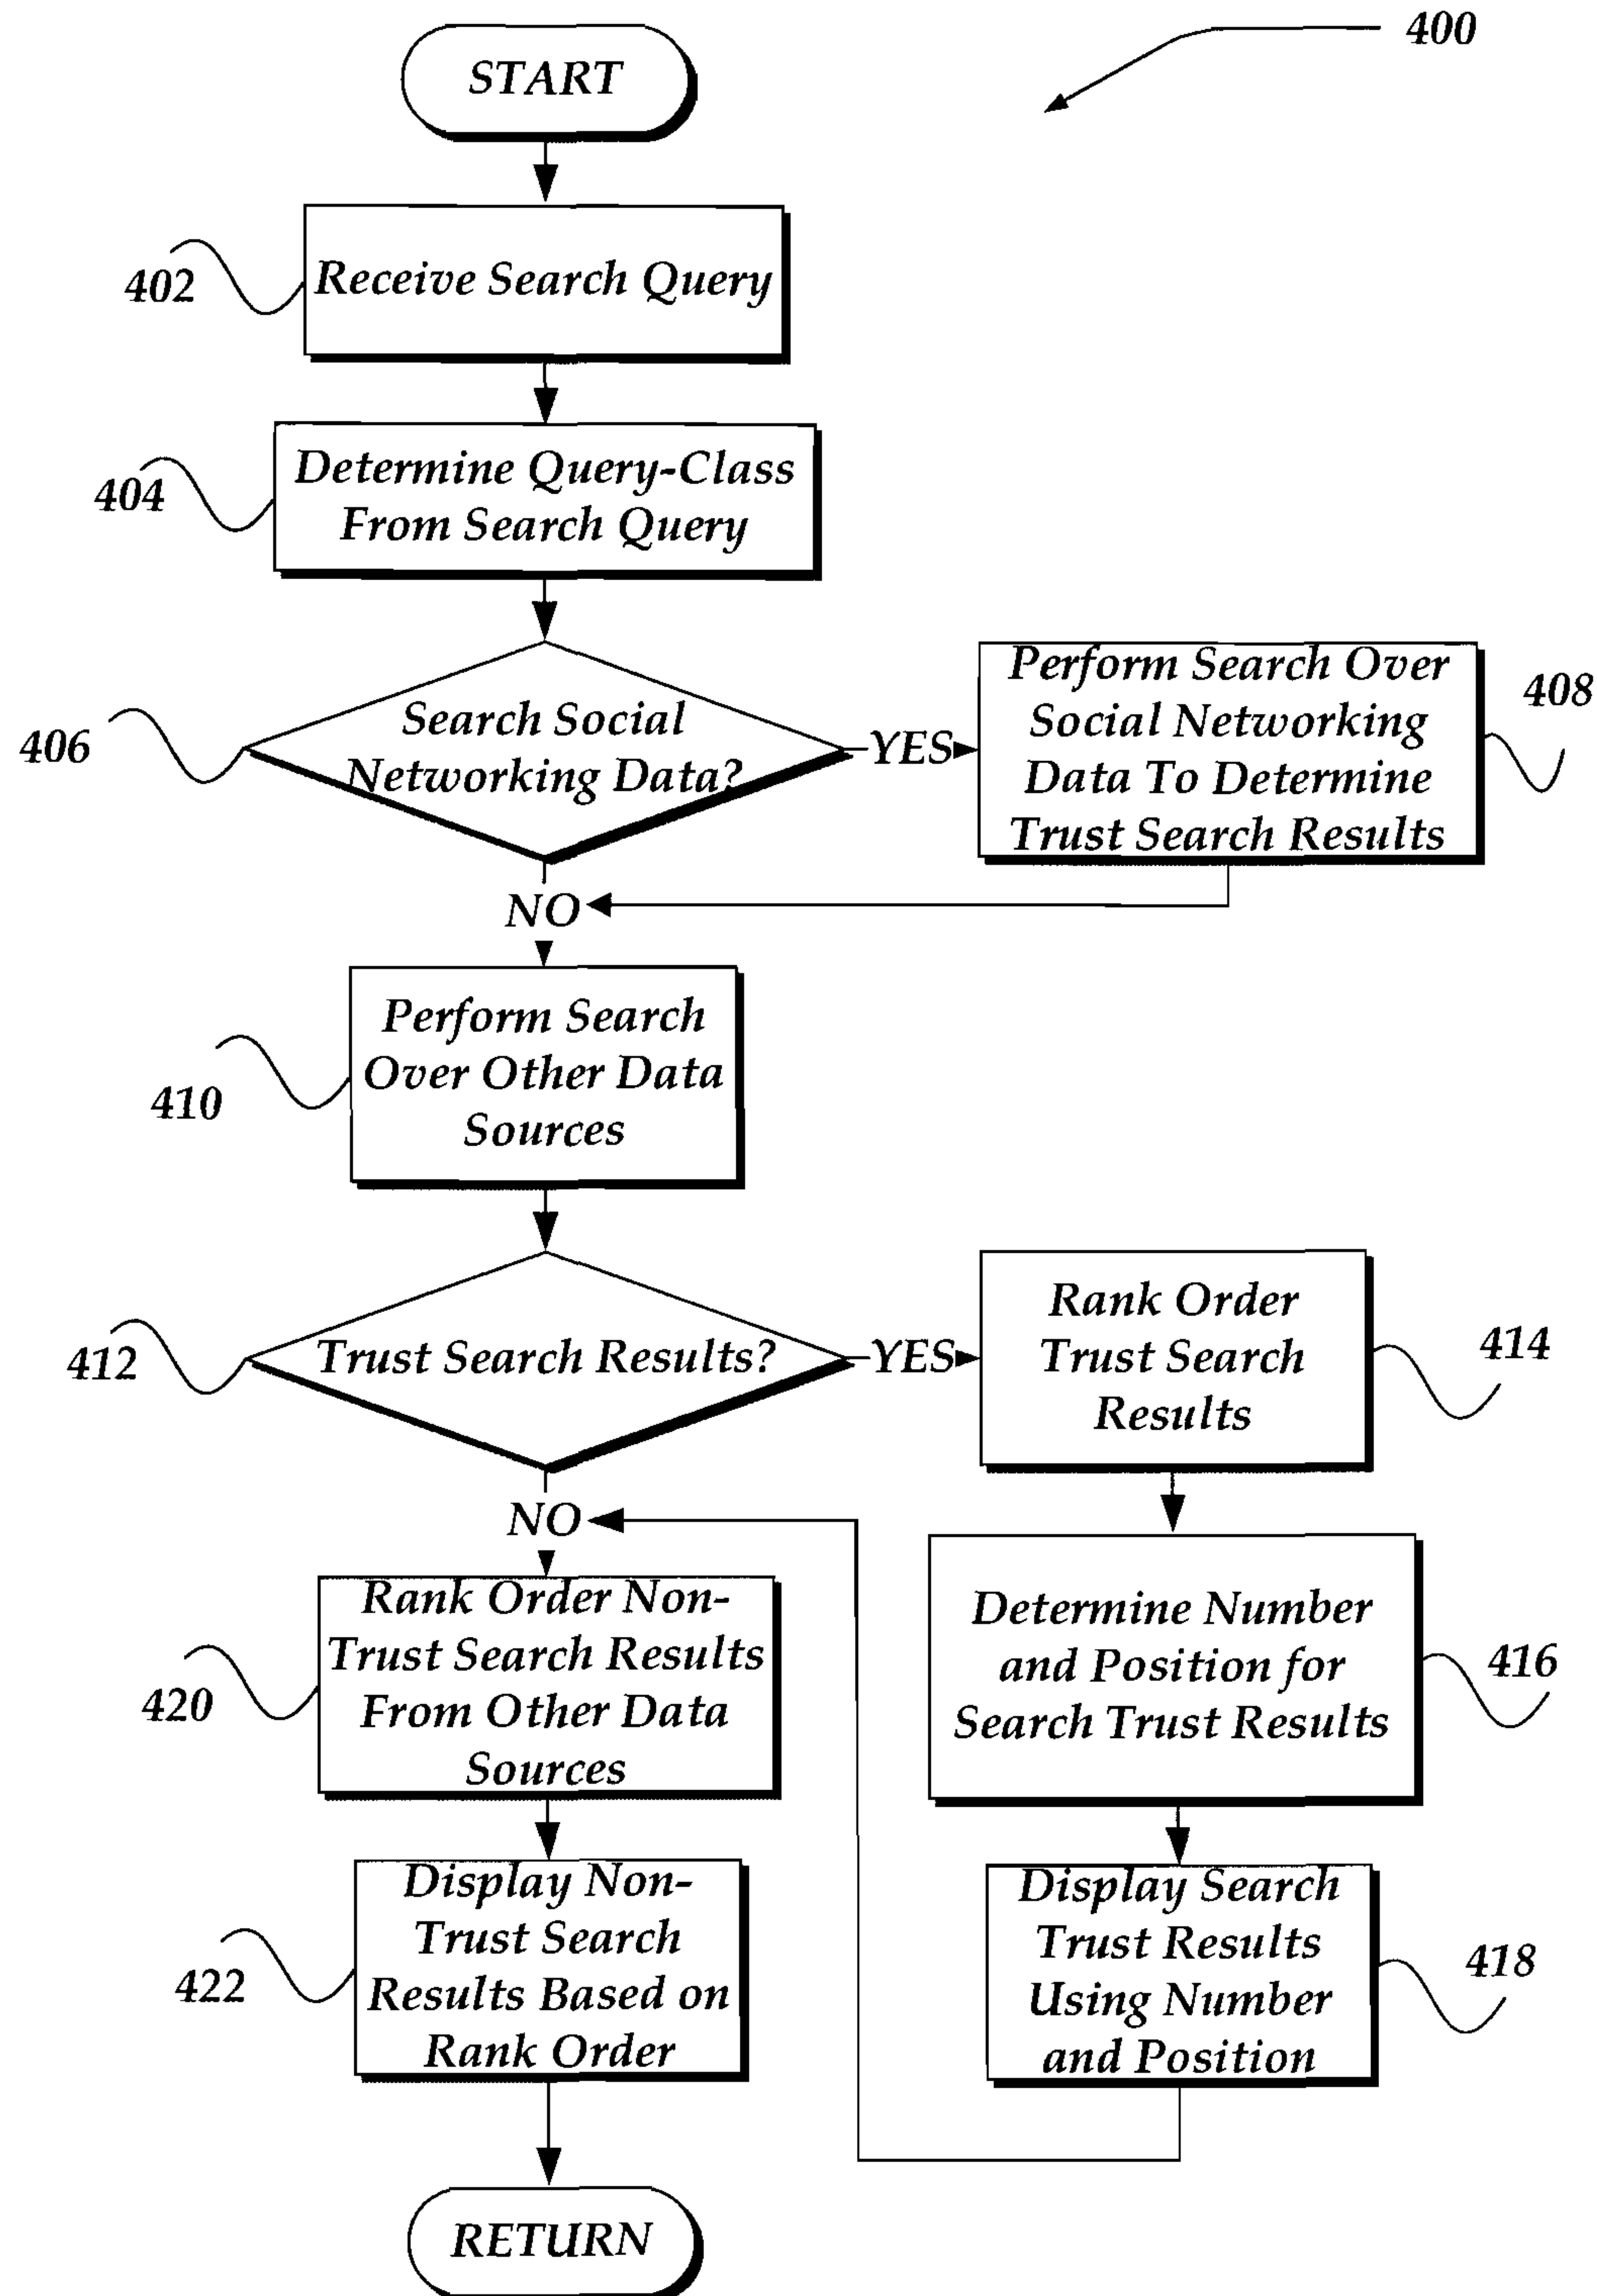 START
400
402
Receive Search Query
404
Determine Query-Class
From Search Query
406
Search Social
Networking Data?
YES
Perform Search Over
Social Networking
Data To Determine
Trust Search Results
408
NO
410
Perform Search
Over Other Data
Sources
412
Trust Search Results?
YES
Rank Order
Trust Search
Results
414
NO
420
Rank Order Non-
Trust Search Results
From Other Data
Sources
Determine Number
and Position for
Search Trust Results
416
422
Display Non-
Trust Search
Results Based on
Rank Order
Display Search
Trust Results
Using Number
and Position
418
RETURN